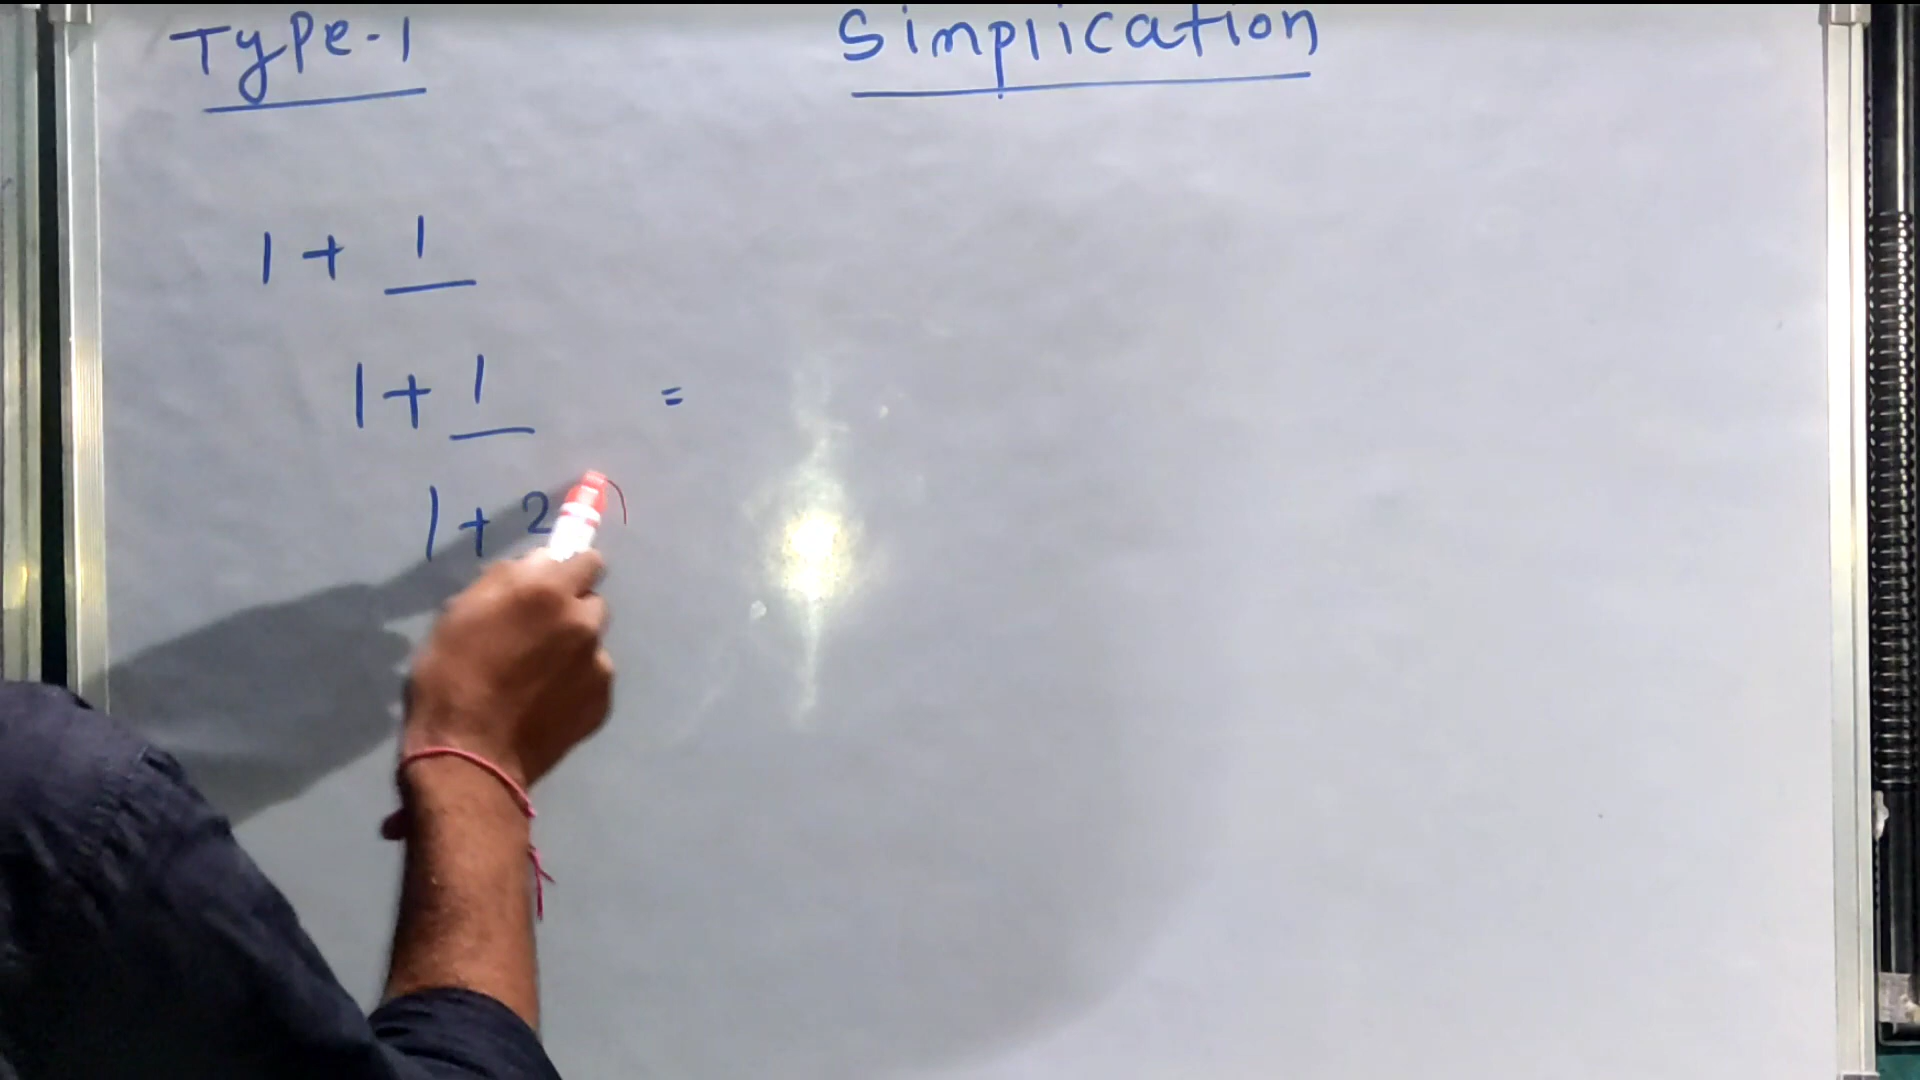 Type-1
Simplication
1 + 1
1 + 1 =
1 + 2